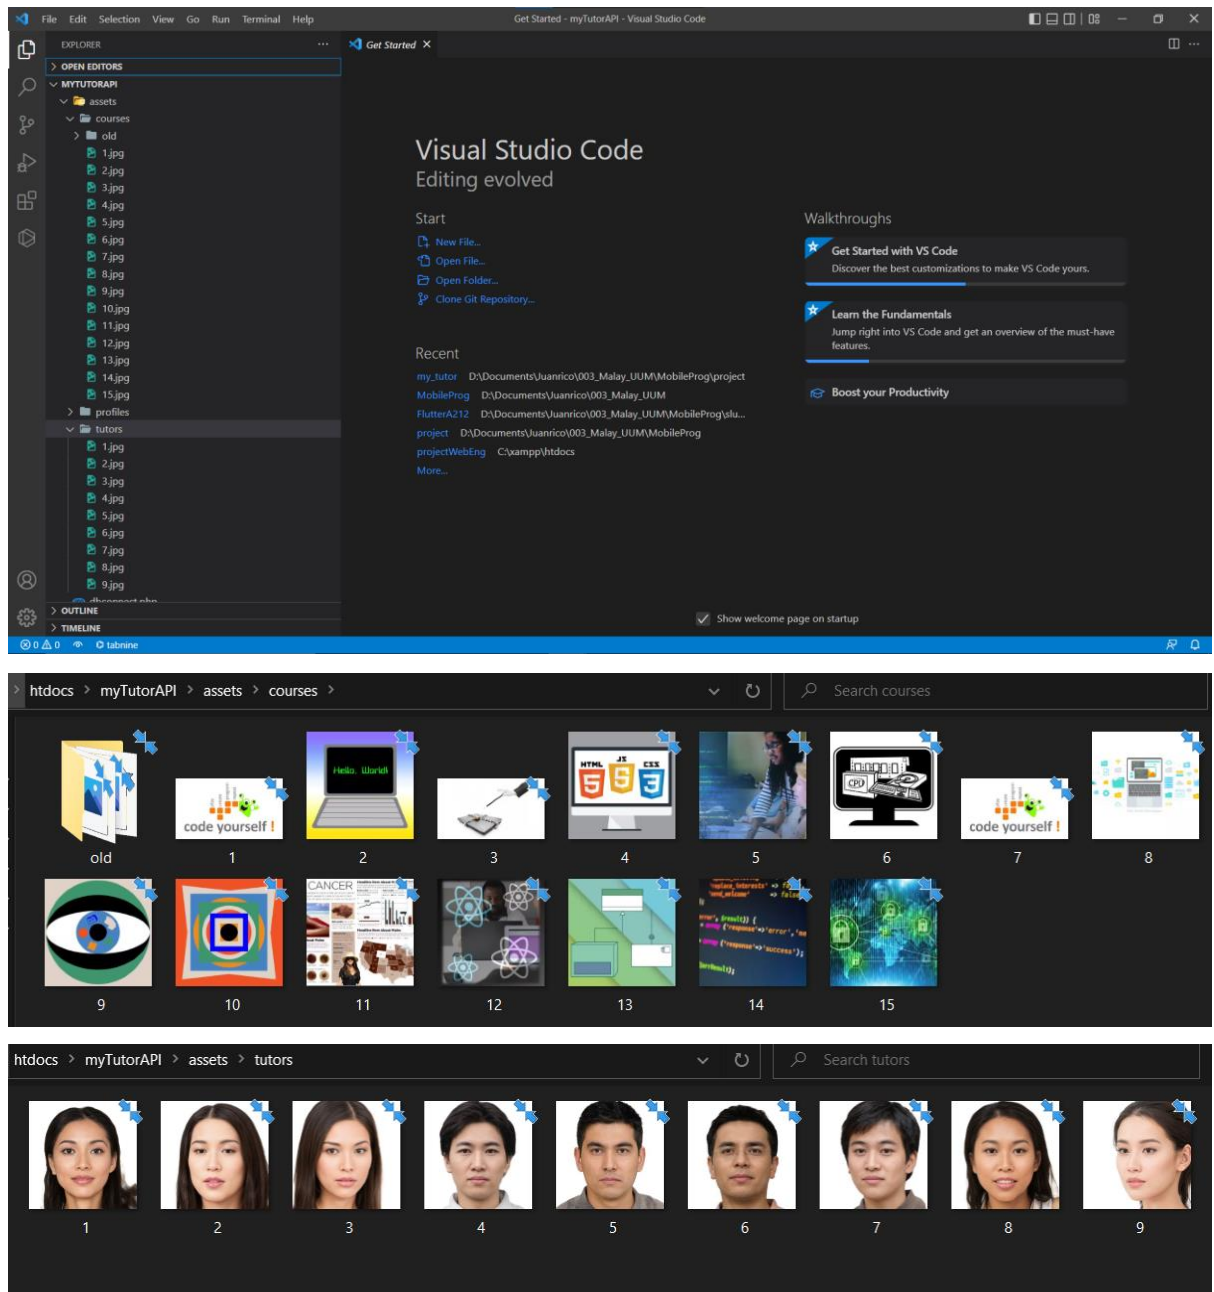 File Edit Selection View Go Run Terminal Help
Get Started - myTutorAPI - Visual Studio Code
EXPLORER
Get Started
OPEN EDITORS
MYTUTORAPI
assets
courses
old
1.jpg
2.jpg
3.jpg
4.jpg
5.jpg
6.jpg
7.jpg
8.jpg
9.jpg
10.jpg
11.jpg
12.jpg
13.jpg
14.jpg
15.jpg
profiles
tutors
1.jpg
2.jpg
3.jpg
4.jpg
5.jpg
6.jpg
7.jpg
8.jpg
9.jpg
dbconnect.php
OUTLINE
TIMELINE
Visual Studio Code
Editing evolved
Start
New File...
Open File...
Open Folder...
Clone Git Repository...
Recent
my_tutor D:\Documents\Juanrico\003_Malay_UUM\MobileProg\project
MobileProg D:\Documents\Juanrico\003_Malay_UUM
FlutterA212 D:\Documents\Juanrico\003_Malay_UUM\MobileProg\slu...
project D:\Documents\Juanrico\003_Malay_UUM\MobileProg
projectWebEng C:\xampp\htdocs
More...
Walkthroughs
Get Started with VS Code
Discover the best customizations to make VS Code yours.
Learn the Fundamentals
Jump right into VS Code and get an overview of the must-have
features.
Boost your Productivity
Show welcome page on startup
0 0 tabnine
htdocs > myTutorAPI > assets > courses >
Search courses
code yourself !
Hello, World!
HTML JS CSS
5 S 3
CPU
code yourself !
old 1 2 3 4 5 6 7 8
CANCER
9 10 11 12 13 14 15
htdocs > myTutorAPI > assets > tutors
Search tutors
1 2 3 4 5 6 7 8 9